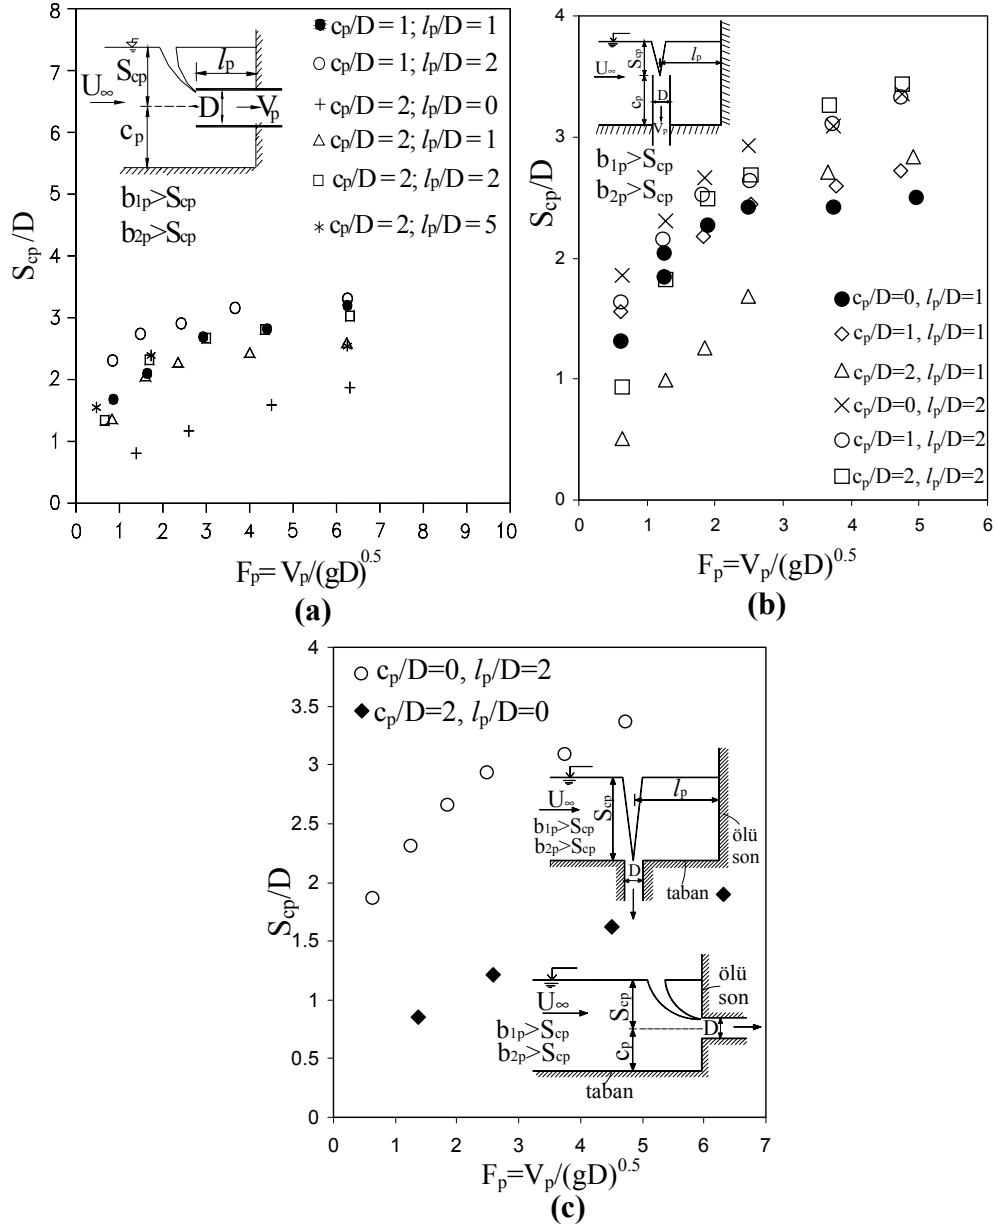 8
7
6
5
4
3
2
1
0
S_cp/D
0 1 2 3 4 5 6 7 8 9 10
F_p=V_p/(gD)^0.5
(a)
c_p/D=1; l_p/D=1
c_p/D=1; l_p/D=2
c_p/D=2; l_p/D=0
c_p/D=2; l_p/D=1
c_p/D=2; l_p/D=2
c_p/D=2; l_p/D=5
l_p
S_cp
U_∞
D
V_p
c_p
b_1p>S_cp
b_2p>S_cp
4
3
2
1
0
S_cp/D
0 1 2 3 4 5 6
F_p=V_p/(gD)^0.5
(b)
S_cp
l_p
U_∞
c_p
D
V_p
b_1p>S_cp
b_2p>S_cp
c_p/D=0, l_p/D=1
c_p/D=1, l_p/D=1
c_p/D=2, l_p/D=1
c_p/D=0, l_p/D=2
c_p/D=1, l_p/D=2
c_p/D=2, l_p/D=2
4
3.5
3
2.5
2
1.5
1
0.5
0
S_cp/D
0 1 2 3 4 5 6 7
F_p=V_p/(gD)^0.5
(c)
c_p/D=0, l_p/D=2
c_p/D=2, l_p/D=0
U_∞
S_cp
l_p
b_1p>S_cp
b_2p>S_cp
D
ölü
son
taban
U_∞
S_cp
b_1p>S_cp
b_2p>S_cp
c_p
D
ölü
son
taban